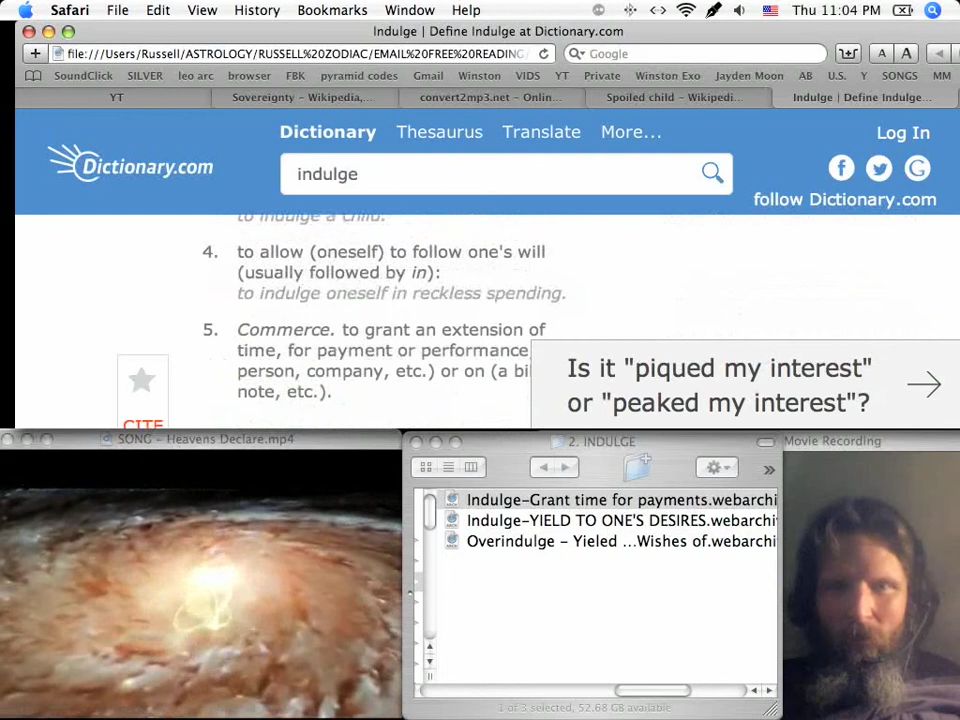 Safari File Edit View History Bookmarks Window Help Thu 11:04 PM
Indulge | Define Indulge at Dictionary.com
file:///Users/Russell/ASTROLOGY/RUSSELL%20ZODIAC/EMAIL%20FREE%20READING/
Google
A A
SoundClick SILVER leo arc browser FBK pyramid codes Gmail Winston VIDS YT Private Winston Exo Jayden Moon AB U.S. Y SONGS MM
YT Sovereignty – Wikipedia,... convert2mp3.net – Onlin... Spoiled child – Wikipedi... Indulge | Define Indulge...
Dictionary Thesaurus Translate More... Log In
Dictionary.com
indulge
follow Dictionary.com
to indulge a child.
4. to allow (oneself) to follow one's will
(usually followed by in):
to indulge oneself in reckless spending.
5. Commerce. to grant an extension of
time, for payment or performance,
person, company, etc.) or on (a bi
note, etc.).
CITE
Is it "piqued my interest"
or "peaked my interest"?
SONG – Heavens Declare.mp4
2. INDULGE
Indulge-Grant time for payments.webarchi
Indulge-YIELD TO ONE'S DESIRES.webarchi
Overindulge – Yieled ...Wishes of.webarchi
1 of 3 selected, 52.68 GB available
Movie Recording